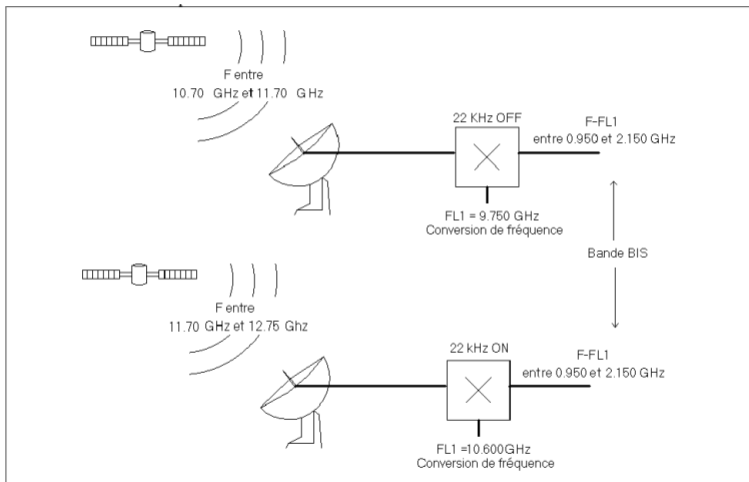 F entre
10.70 GHz et 11.70 GHz
22 KHz OFF
F-FL1
entre 0.950 et 2.150 GHz
FL1 = 9.750 GHz
Conversion de fréquence
Bande BIS
F entre
11.70 GHz et 12.75 Ghz
22 kHz ON
F-FL1
entre 0.950 et 2.150 GHz
FL1 =10.600GHz
Conversion de fréquence